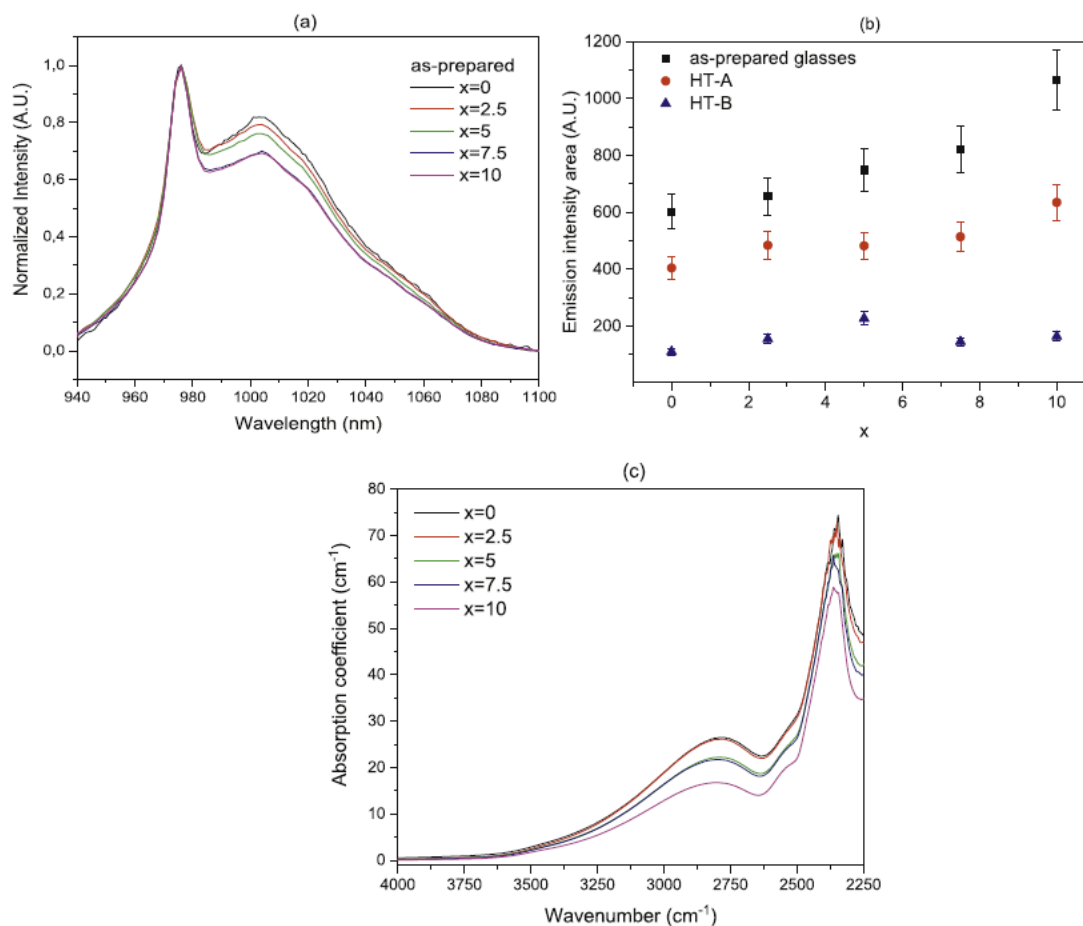 (a)
Normalized Intensity (A.U.)
1,0
0,8
0,6
0,4
0,2
0,0
as-prepared
x=0
x=2.5
x=5
x=7.5
x=10
940 960 980 1000 1020 1040 1060 1080 1100
Wavelength (nm)
(b)
Emission intensity area (A.U.)
1200
1000
800
600
400
200
as-prepared glasses
HT-A
HT-B
0 2 4 6 8 10
x
(c)
Absorption coefficient (cm⁻¹)
80
70
60
50
40
30
20
10
0
x=0
x=2.5
x=5
x=7.5
x=10
4000 3750 3500 3250 3000 2750 2500 2250
Wavenumber (cm⁻¹)